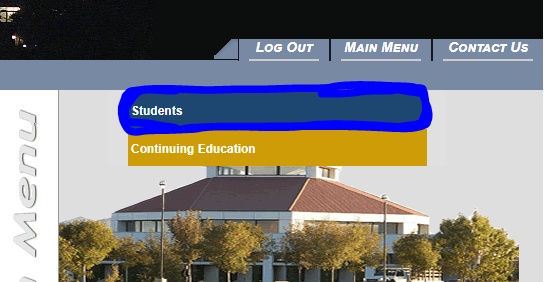 Log Out
Main Menu
Contact Us
Students
Continuing Education
Menu